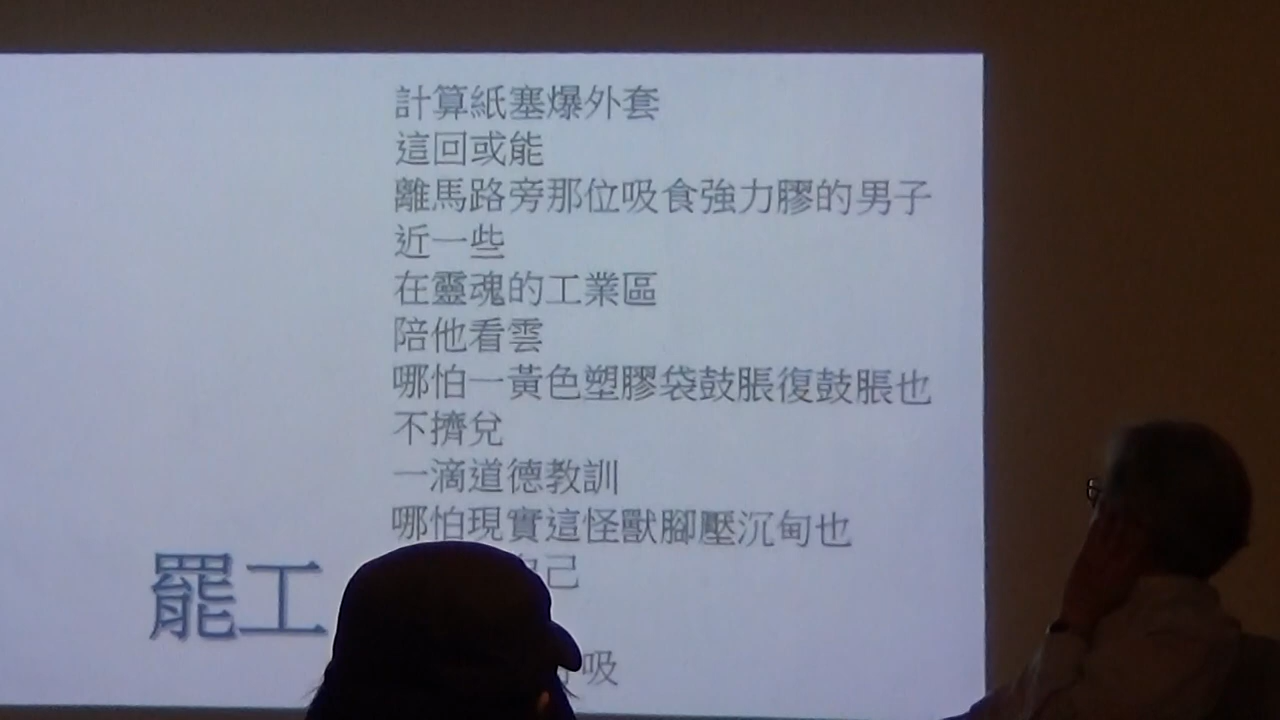 計算紙塞爆外套
這回或能
離馬路旁那位吸食強力膠的男子
近一些
在靈魂的工業區
陪他看雲
哪怕一黃色塑膠袋鼓脹復鼓脹也
不擠兌
一滴道德教訓
哪怕現實這怪獸腳壓沉甸也
自己
吸
罷工